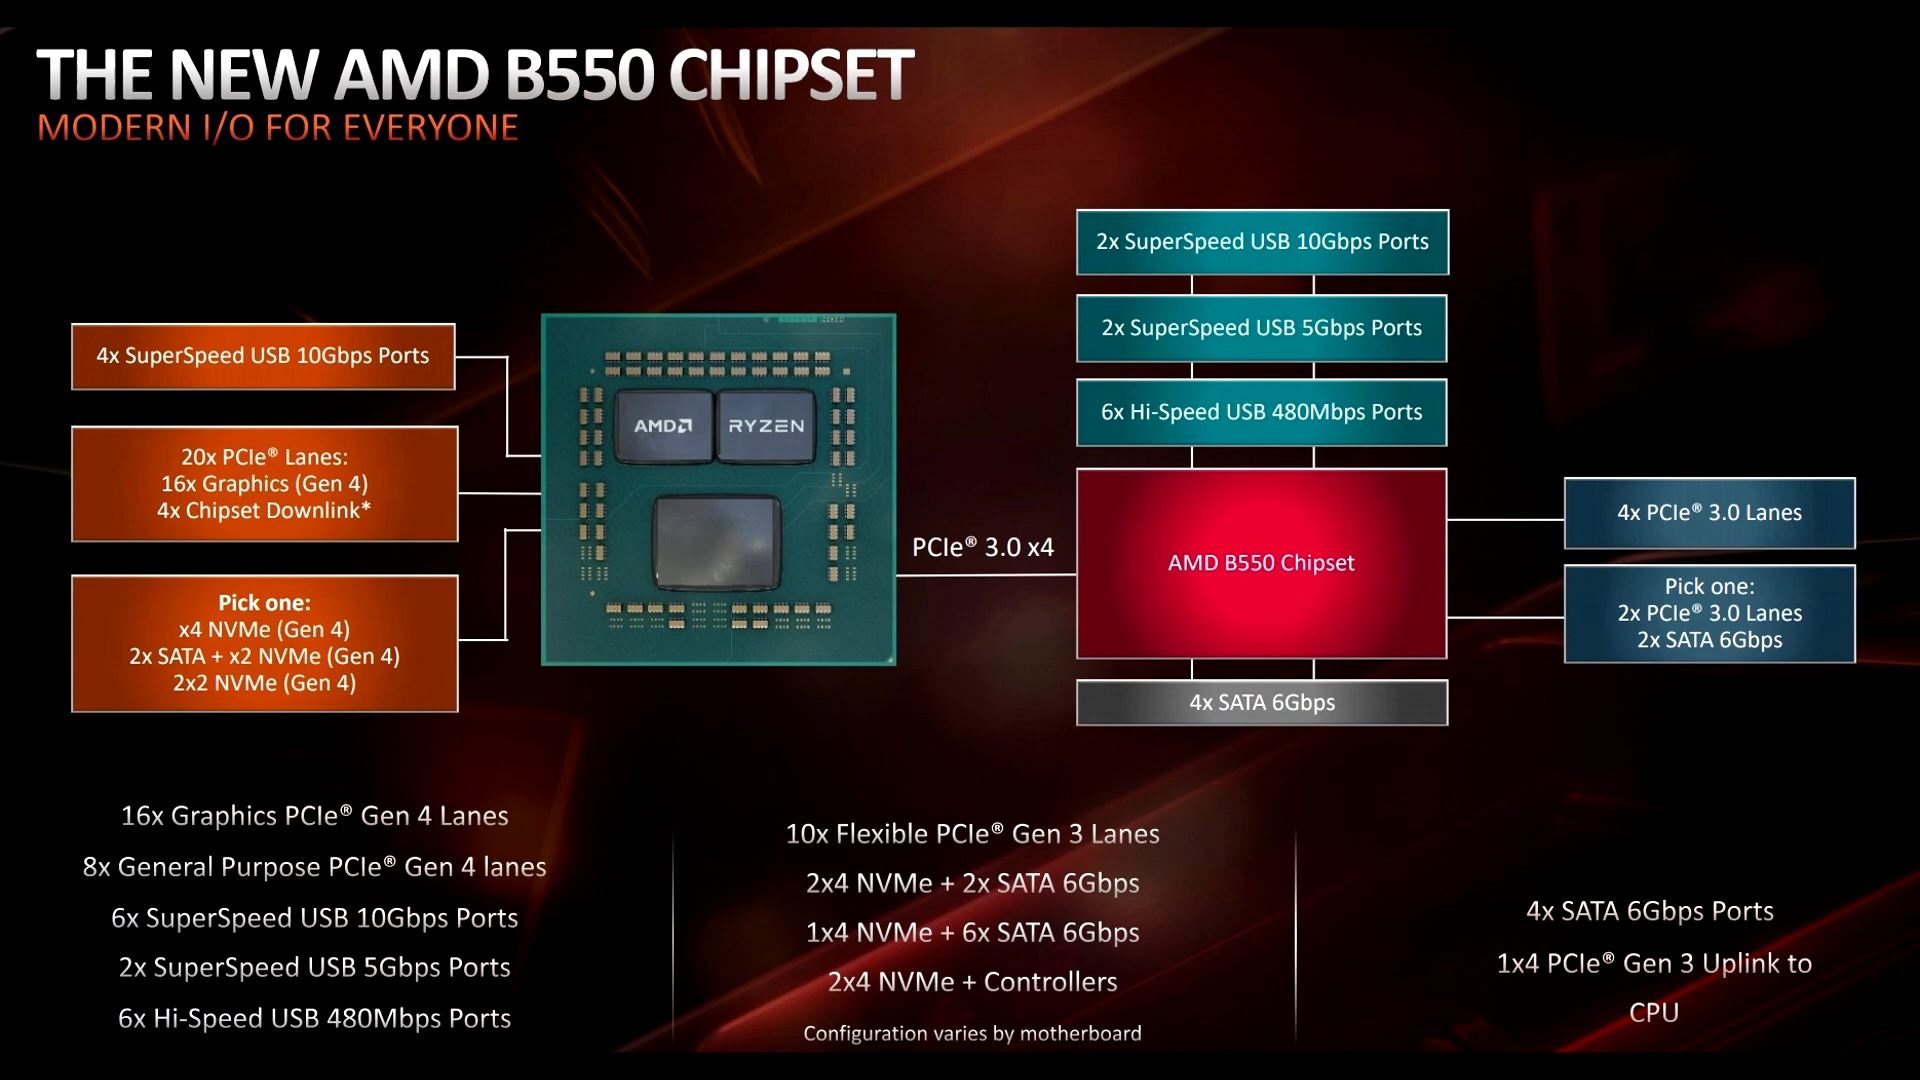 THE NEW AMD B550 CHIPSET
MODERN I/O FOR EVERYONE
4x SuperSpeed USB 10Gbps Ports
20x PCIe® Lanes:
16x Graphics (Gen 4)
4x Chipset Downlink*
Pick one:
x4 NVMe (Gen 4)
2x SATA + x2 NVMe (Gen 4)
2x2 NVMe (Gen 4)
AMD RYZEN
PCIe® 3.0 x4
2x SuperSpeed USB 10Gbps Ports
2x SuperSpeed USB 5Gbps Ports
6x Hi-Speed USB 480Mbps Ports
AMD B550 Chipset
4x SATA 6Gbps
4x PCIe® 3.0 Lanes
Pick one:
2x PCIe® 3.0 Lanes
2x SATA 6Gbps
16x Graphics PCIe® Gen 4 Lanes
8x General Purpose PCIe® Gen 4 lanes
6x SuperSpeed USB 10Gbps Ports
2x SuperSpeed USB 5Gbps Ports
6x Hi-Speed USB 480Mbps Ports
10x Flexible PCIe® Gen 3 Lanes
2x4 NVMe + 2x SATA 6Gbps
1x4 NVMe + 6x SATA 6Gbps
2x4 NVMe + Controllers
Configuration varies by motherboard
4x SATA 6Gbps Ports
1x4 PCIe® Gen 3 Uplink to
CPU